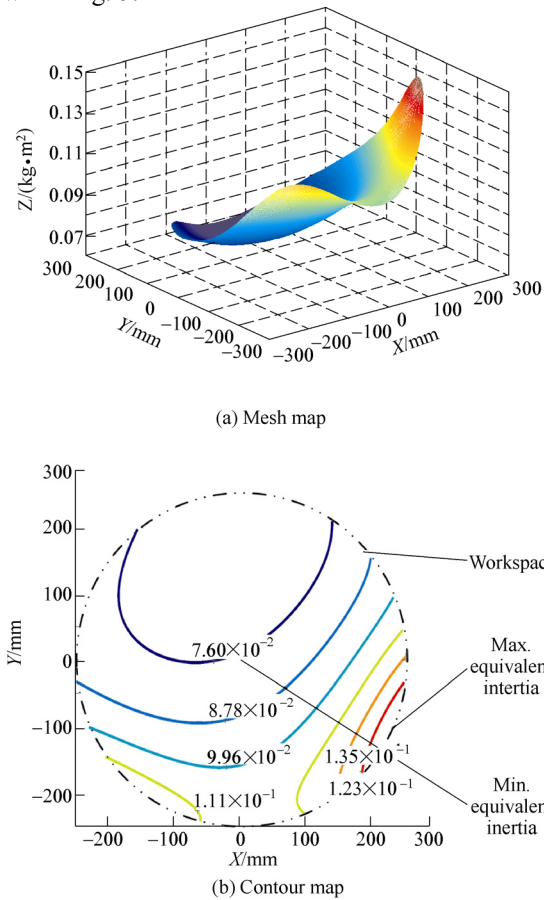 0.15
0.13
0.11
0.09
0.07
Z/(kg•m²)
300
200
100
0
−100
−200
−300
Y/mm
−300
−200
−100
0
100
200
300
X/mm
(a) Mesh map
300
200
100
0
−100
−200
Y/mm
7.60×10⁻²
8.78×10⁻²
9.96×10⁻²
1.11×10⁻¹
1.35×10⁻¹
1.23×10⁻¹
Workspac
Max.
equivalen
intertia
Min.
equivalen
inertia
−200
−100
0
100
200
300
X/mm
(b) Contour map